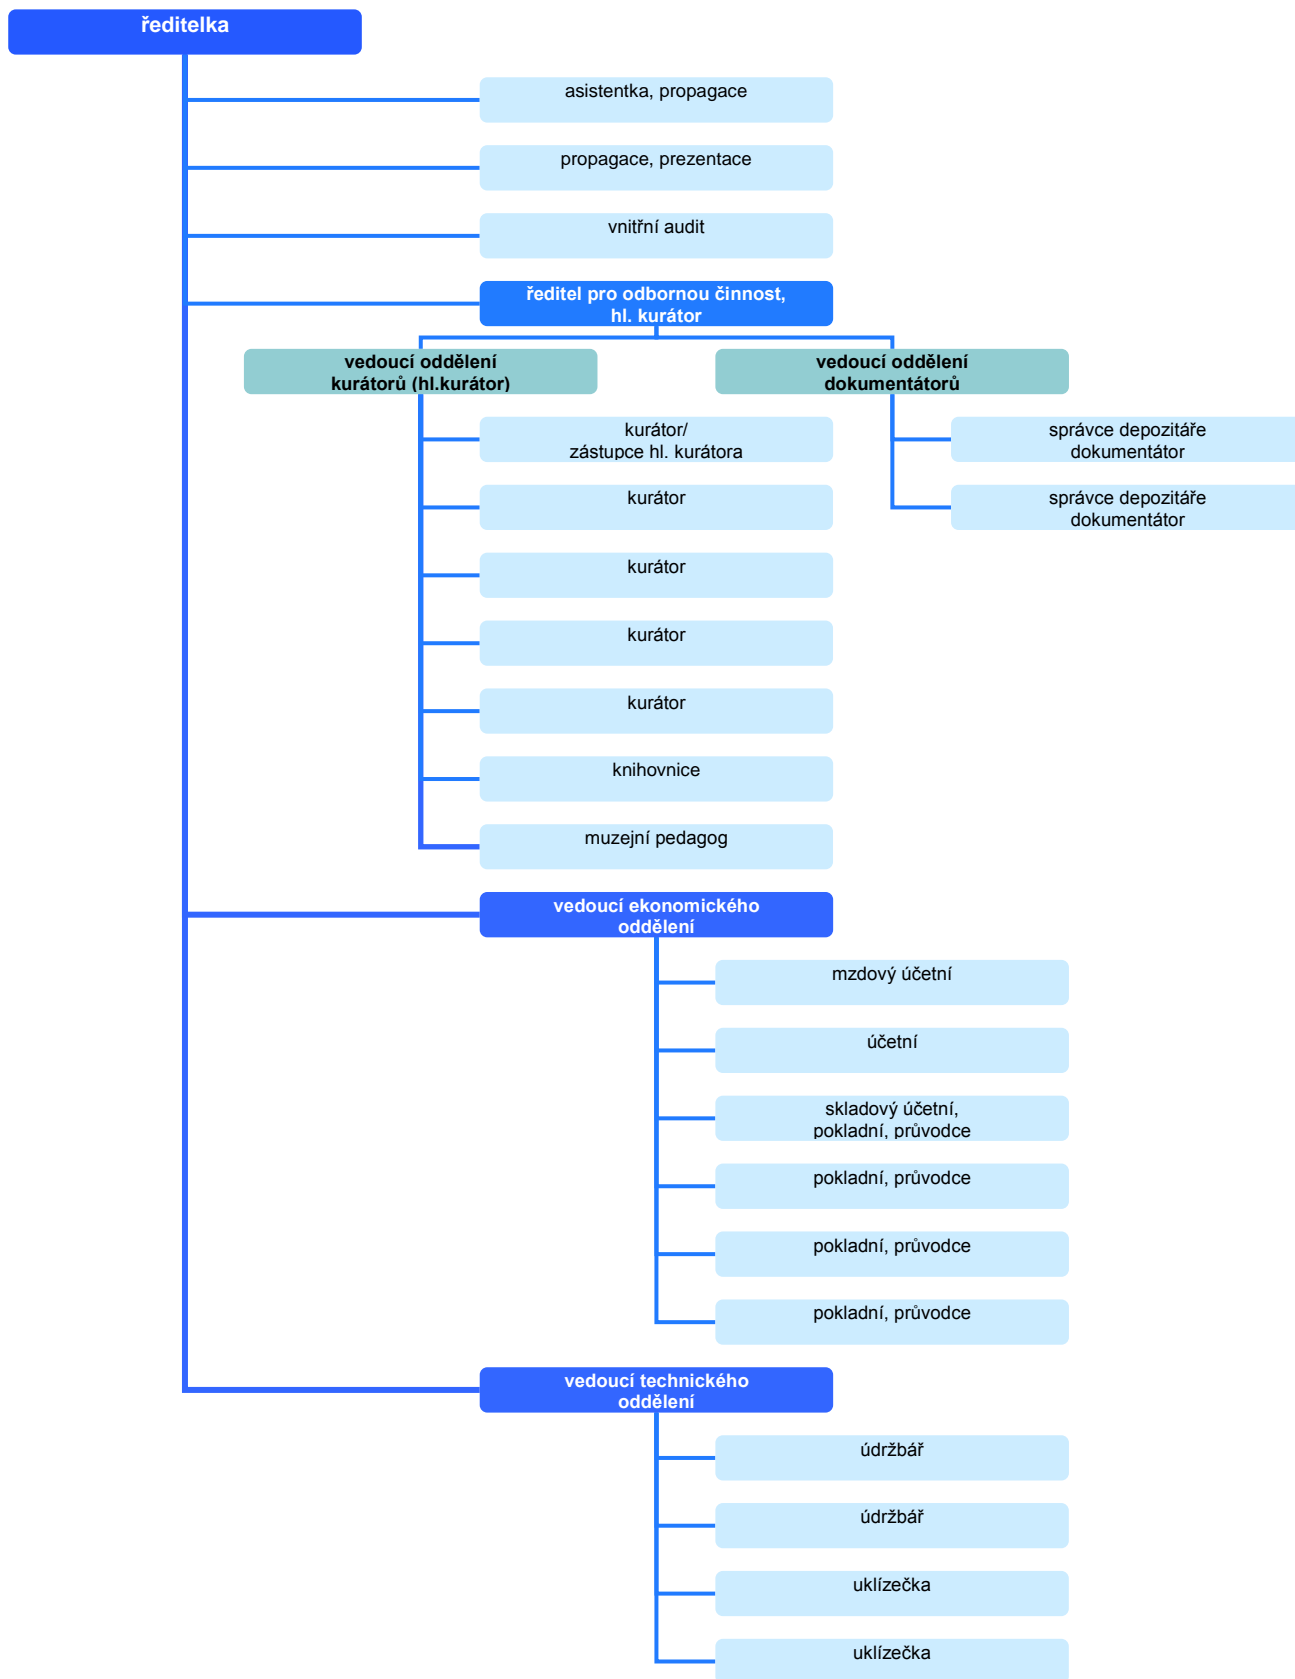 ředitelka
asistentka, propagace
propagace, prezentace
vnitřní audit
ředitel pro odbornou činnost,
hl. kurátor
vedoucí oddělení
kurátorů (hl.kurátor)
vedoucí oddělení
dokumentátorů
kurátor/
zástupce hl. kurátora
správce depozitáře
dokumentátor
kurátor
správce depozitáře
dokumentátor
kurátor
kurátor
kurátor
knihovnice
muzejní pedagog
vedoucí ekonomického
oddělení
mzdový účetní
účetní
skladový účetní,
pokladní, průvodce
pokladní, průvodce
pokladní, průvodce
pokladní, průvodce
vedoucí technického
oddělení
údržbář
údržbář
uklízečka
uklízečka